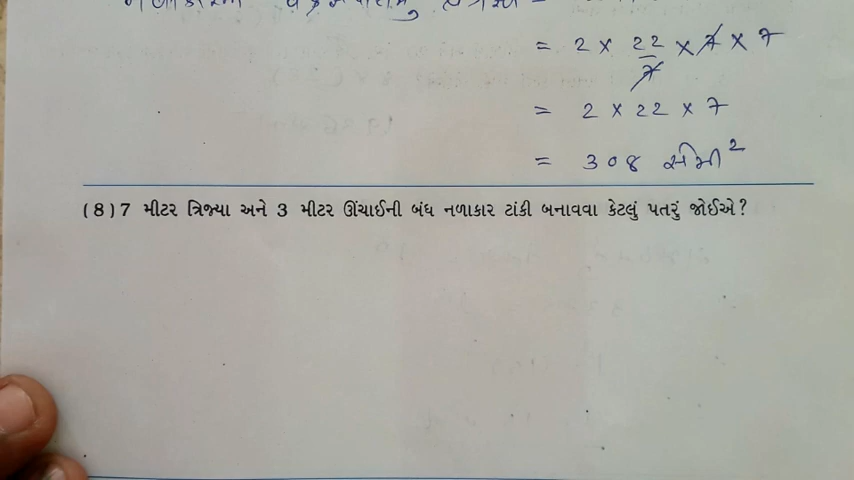 = 2 × 22/7 × 7 × 7
= 2 × 22 × 7
= 308 સેમી²
(8) 7 મીટર ત્રિજ્યા અને 3 મીટર ઊંચાઈની બંધ નળાકાર ટાંકી બનાવવા કેટલું પતરું જોઈએ?